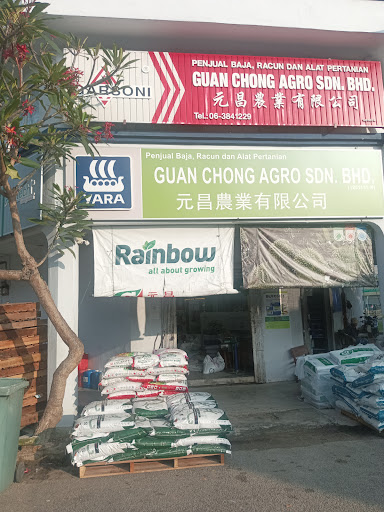 PENJUAL BAJA, RACUN DAN ALAT PERTANIAN
GUAN CHONG AGRO SDN. BHD.
元昌農業有限公司
Tel.: 06-3841229
Penjual Baja, Racun dan Alat Pertanian
YARA
GUAN CHONG AGRO SDN. BHD.
元昌農業有限公司
Rainbow
all about growing
元昌